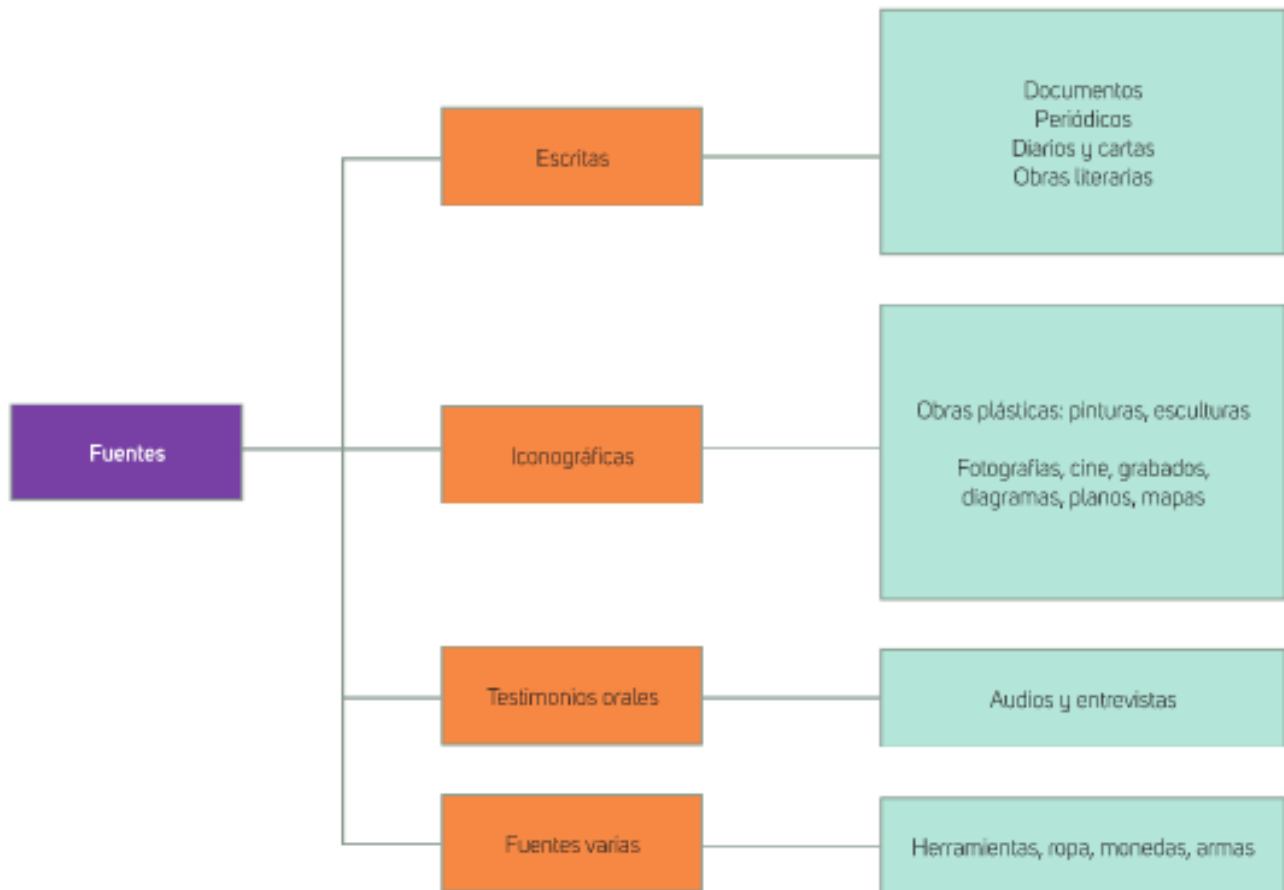 Fuentes
Escritas
Documentos
Periódicos
Diarios y cartas
Obras literarias
Iconográficas
Obras plásticas: pinturas, esculturas
Fotografías, cine, grabados,
diagramas, planos, mapas
Testimonios orales
Audios y entrevistas
Fuentes varias
Herramientas, ropa, monedas, armas